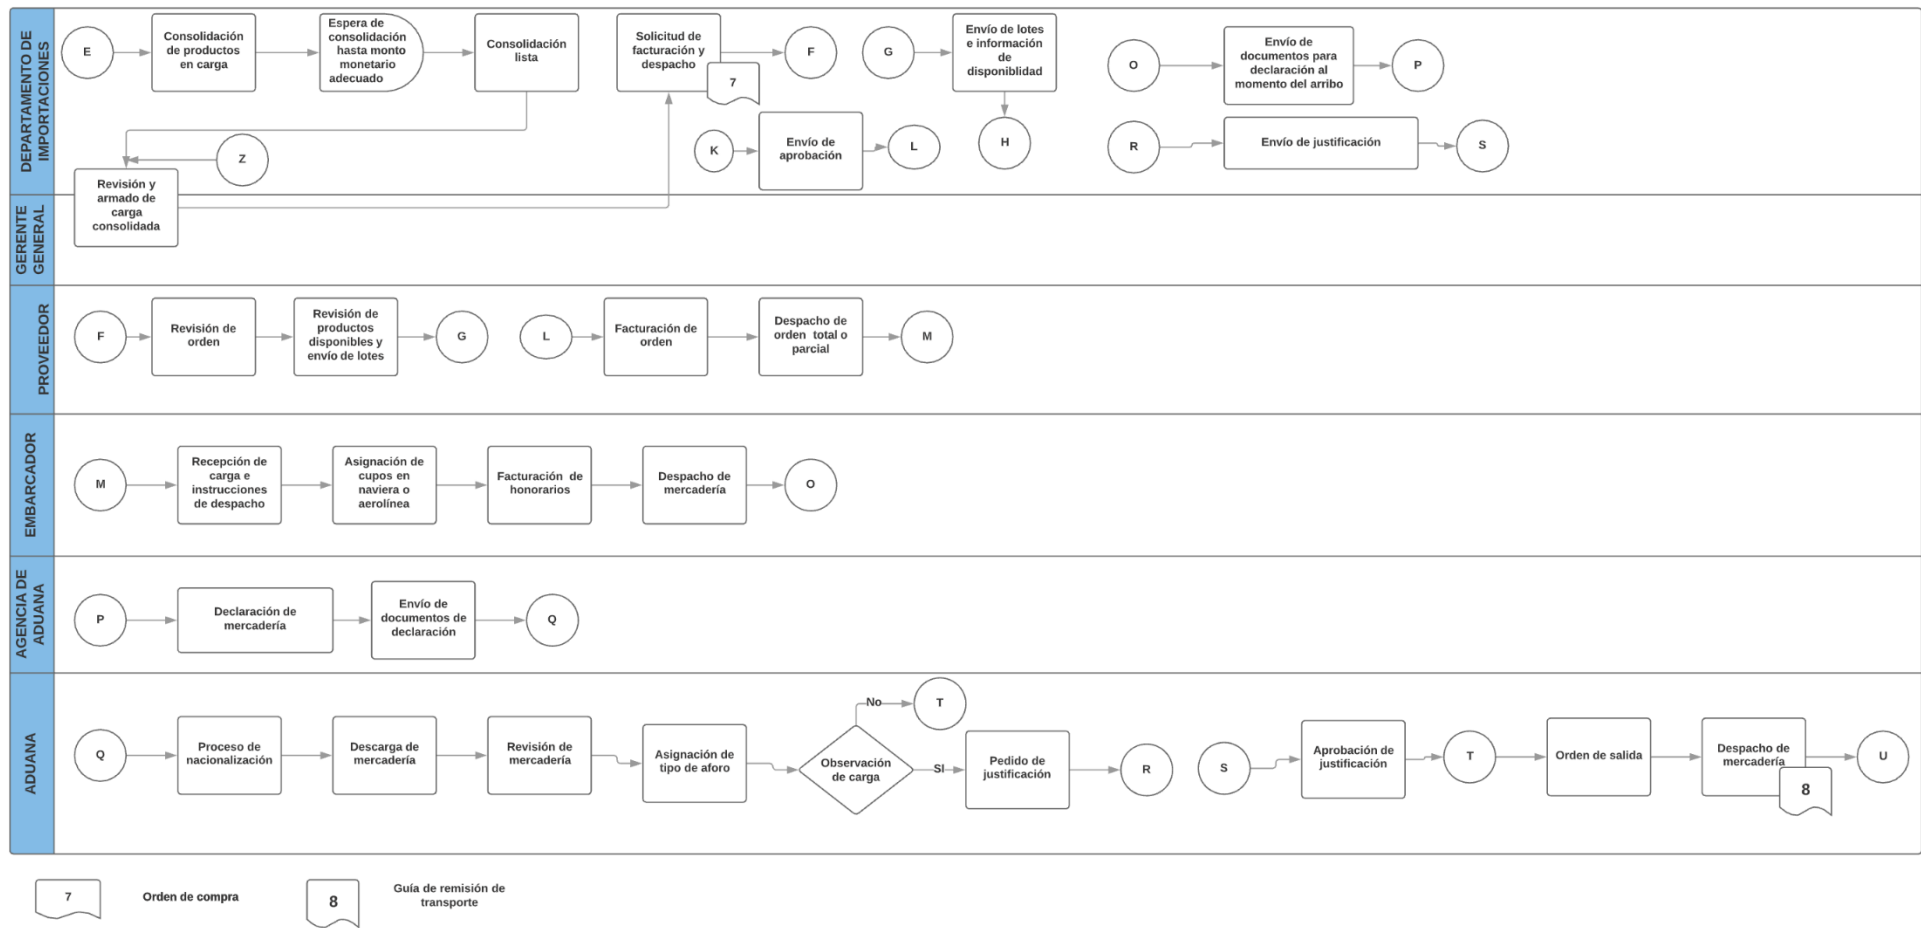 DEPARTAMENTO DE
IMPORTACIONES
E
Consolidación
de productos
en carga
Espera de
consolidación
hasta monto
monetario
adecuado
Consolidación
lista
Solicitud de
facturación y
despacho
7
F
G
Envío de lotes
e información
de
disponiblidad
H
O
Envío de
documentos para
declaración al
momento del arribo
P
Z
K
Envío de
aprobación
L
R
Envío de justificación
S
Revisión y
armado de
carga
consolidada
GERENTE
GENERAL
PROVEEDOR
F
Revisión de
orden
Revisión de
productos
disponibles y
envío de lotes
G
L
Facturación de
orden
Despacho de
orden total o
parcial
M
EMBARCADOR
M
Recepción de
carga e
instrucciones
de despacho
Asignación de
cupos en
naviera o
aerolínea
Facturación de
honorarios
Despacho de
mercadería
O
AGENCIA DE
ADUANA
P
Declaración de
mercadería
Envío de
documentos de
declaración
Q
ADUANA
Q
Proceso de
nacionalización
Descarga de
mercadería
Revisión de
mercadería
Asignación de
tipo de aforo
Observación
de carga
No
T
SI
Pedido de
justificación
R
S
Aprobación de
justificación
T
Orden de salida
Despacho de
mercadería
8
U
7
Orden de compra
8
Guía de remisión de
transporte